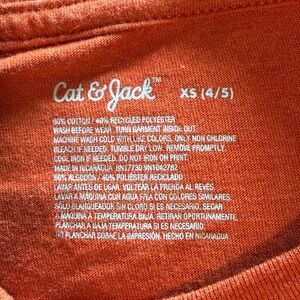 Cat & Jack™ XS (4/5)
60% COTTON / 40% RECYCLED POLYESTER
WASH BEFORE WEAR. TURN GARMENT INSIDE OUT.
MACHINE WASH COLD WITH LIKE COLORS. ONLY NON CHLORINE
BLEACH IF NEEDED. TUMBLE DRY LOW. REMOVE PROMPTLY.
COOL IRON IF NEEDED. DO NOT IRON ON PRINT.
MADE IN NICARAGUA RN17730
60% ALGODÓN / 40% POLIÉSTER RECICLADO
LAVAR ANTES DE USAR. VOLTEAR LA PRENDA AL REVÉS.
LAVAR A MÁQUINA CON AGUA FRÍA CON COLORES SIMILARES.
SOLO BLANQUEADOR SIN CLORO SI ES NECESARIO. SECAR
A MÁQUINA A TEMPERATURA BAJA. RETIRAR OPORTUNAMENTE.
PLANCHAR A TEMPERATURA BAJA SI ES NECESARIO.
NO PLANCHAR SOBRE LA IMPRESIÓN. HECHO EN NICARAGUA